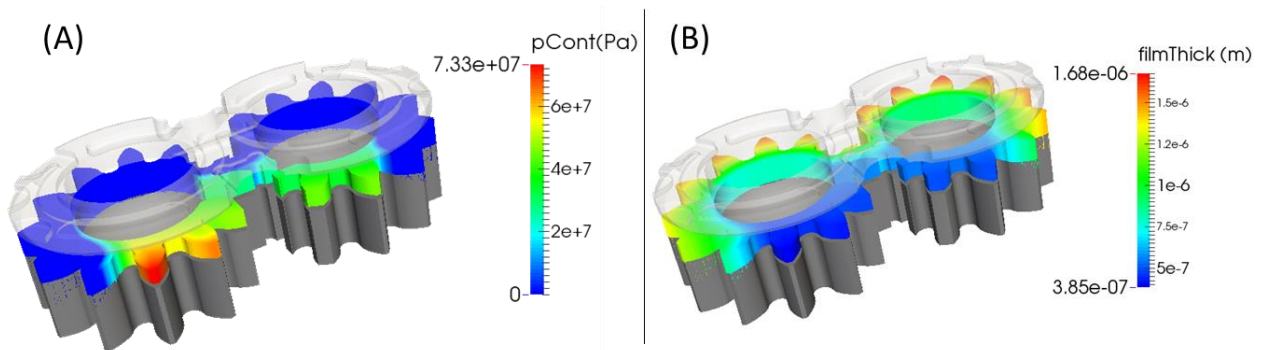 (A)
pCont(Pa)
7.33e+07
6e+7
4e+7
2e+7
0
(B)
filmThick (m)
1.68e-06
1.5e-6
1.2e-6
1e-6
7.5e-7
5e-7
3.85e-07